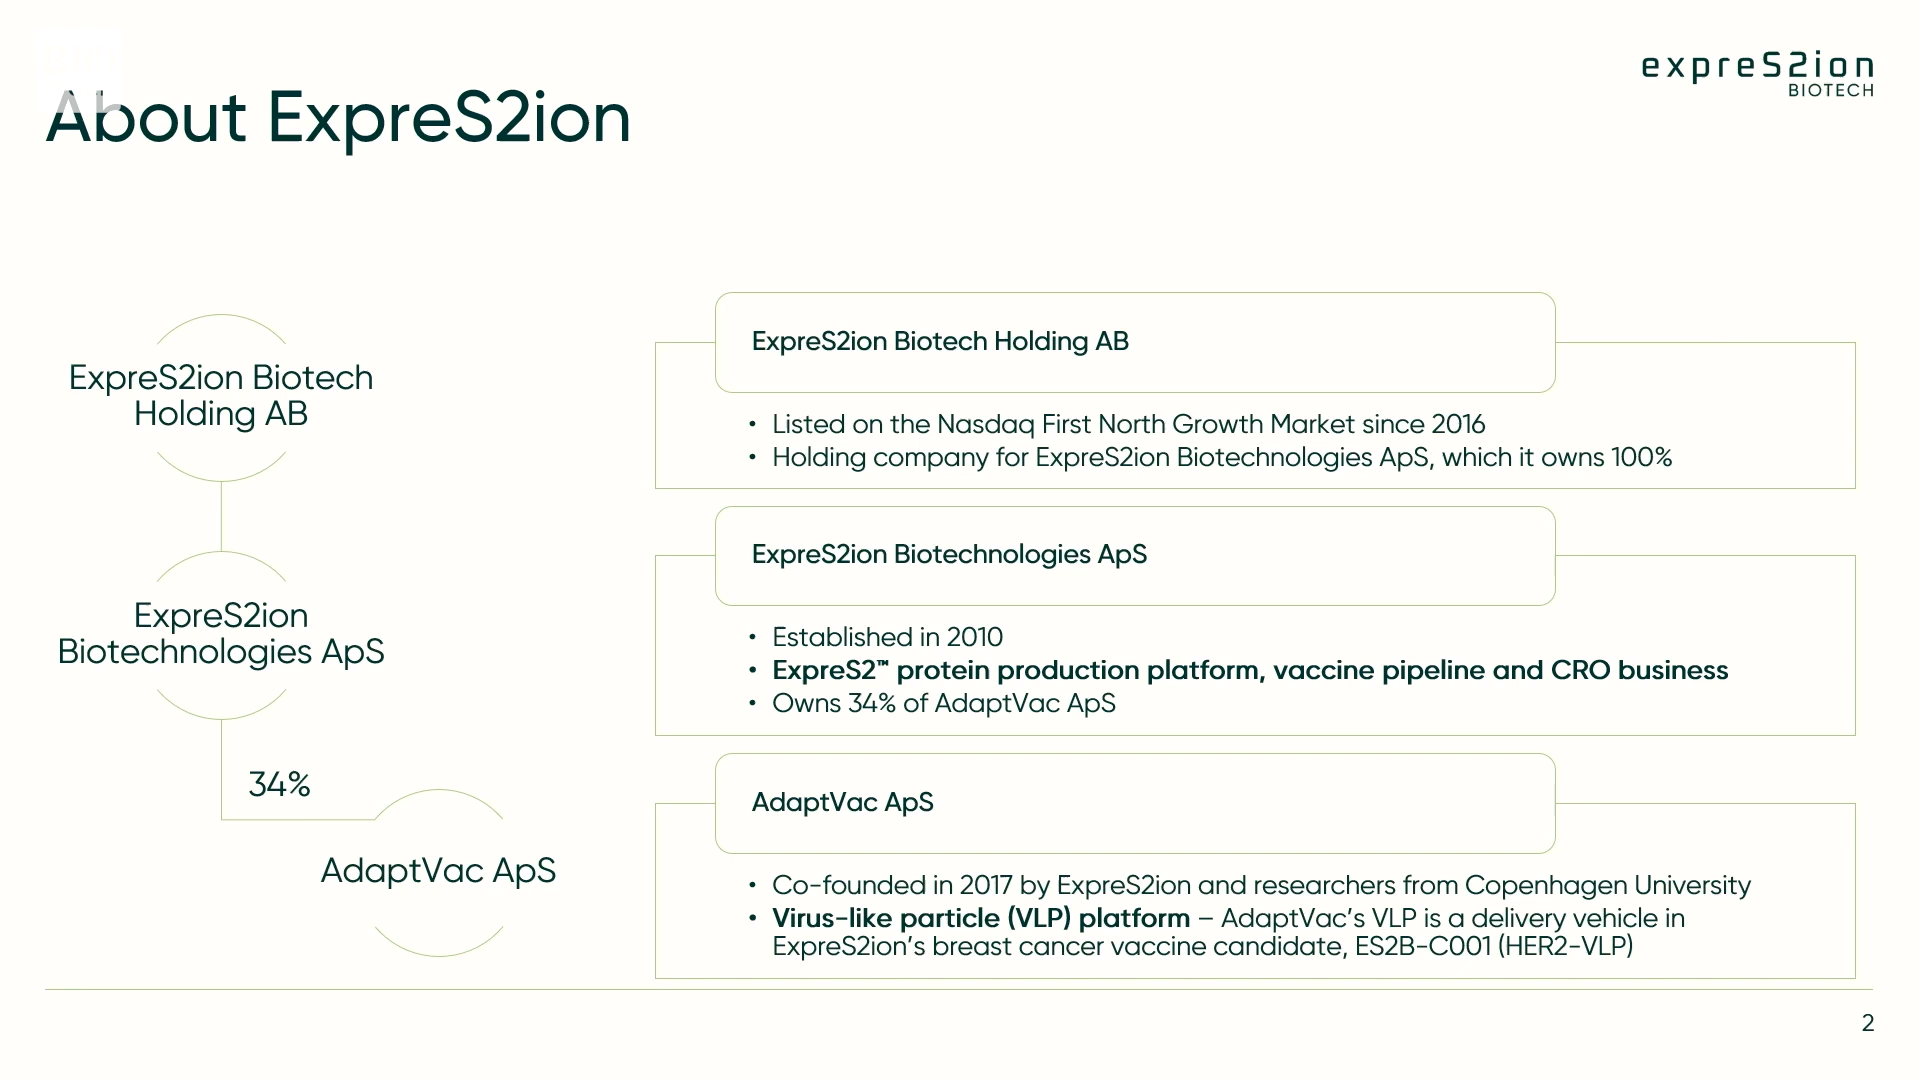 expreS2ion
BIOTECH
About ExpreS2ion
ExpreS2ion Biotech
Holding AB
ExpreS2ion
Biotechnologies ApS
34%
AdaptVac ApS
ExpreS2ion Biotech Holding AB
• Listed on the Nasdaq First North Growth Market since 2016
• Holding company for ExpreS2ion Biotechnologies ApS, which it owns 100%
ExpreS2ion Biotechnologies ApS
• Established in 2010
• ExpreS2™ protein production platform, vaccine pipeline and CRO business
• Owns 34% of AdaptVac ApS
AdaptVac ApS
• Co-founded in 2017 by ExpreS2ion and researchers from Copenhagen University
• Virus-like particle (VLP) platform – AdaptVac’s VLP is a delivery vehicle in
ExpreS2ion’s breast cancer vaccine candidate, ES2B-C001 (HER2-VLP)
2